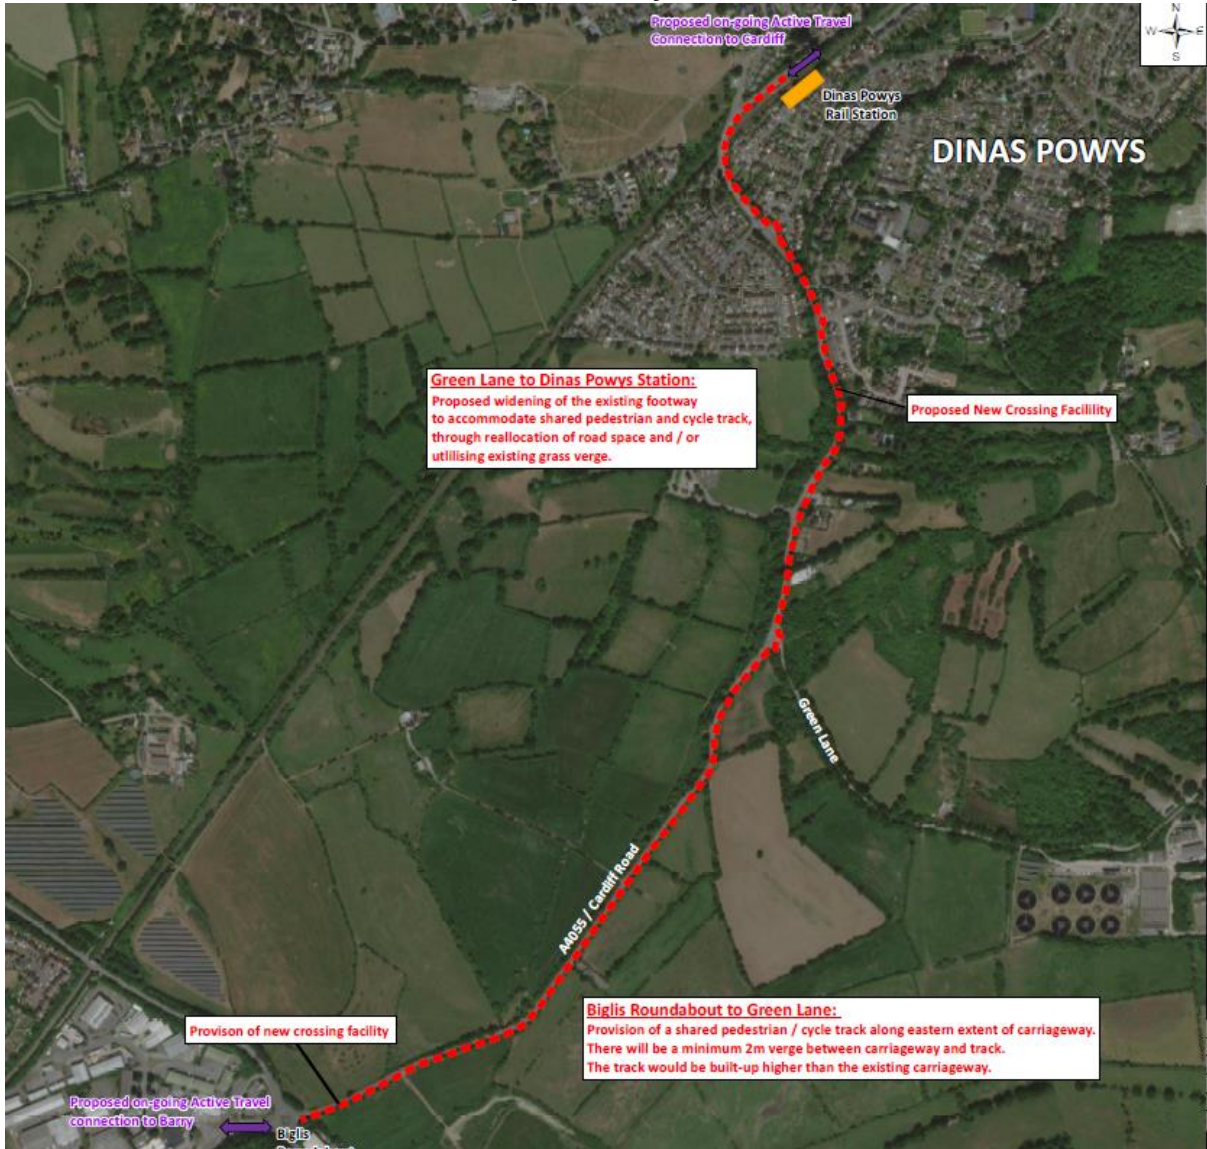 Proposed on-going Active Travel
Connection to Cardiff
N
W E
S
Dinas Powys
Rail Station
DINAS POWYS
Green Lane to Dinas Powys Station:
Proposed widening of the existing footway
to accommodate shared pedestrian and cycle track,
through reallocation of road space and / or
utlilising existing grass verge.
Proposed New Crossing Facillility
Green Lane
A4055 / Cardiff Road
Biglis Roundabout to Green Lane:
Provision of a shared pedestrian / cycle track along eastern extent of carriageway.
There will be a minimum 2m verge between carriageway and track.
The track would be built-up higher than the existing carriageway.
Provison of new crossing facility
Proposed on-going Active Travel
connection to Barry
Biglis